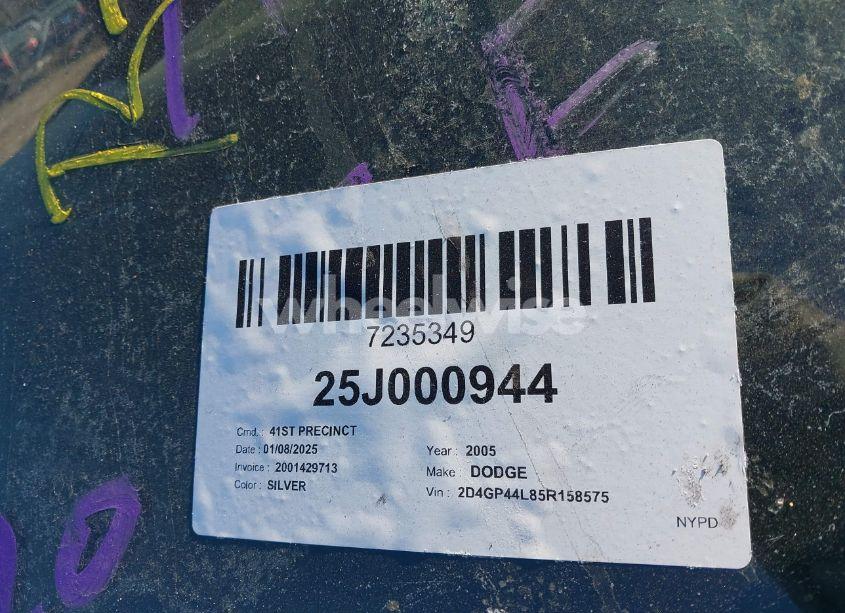 wheelwise
7235349
25J000944
Cmd. : 41ST PRECINCT
Date : 01/08/2025
Invoice : 2001429713
Color : SILVER
Year : 2005
Make : DODGE
Vin : 2D4GP44L85R158575
NYPD